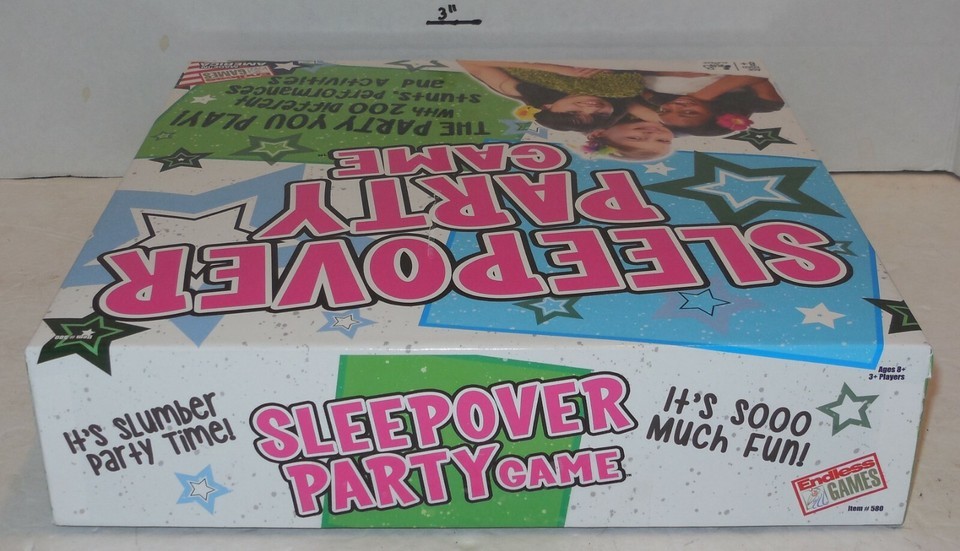 3"
SLEEPOVER
PARTY
GAME
THE PARTY YOU PLAY!
With 200 Different
Stunts, Performances
and Activities
GAMES
It's Slumber
Party Time!
SLEEPOVER
PARTY GAME
It's Sooo
Much Fun!
Ages 8+
3+ Players
Endless
GAMES
Item # 580